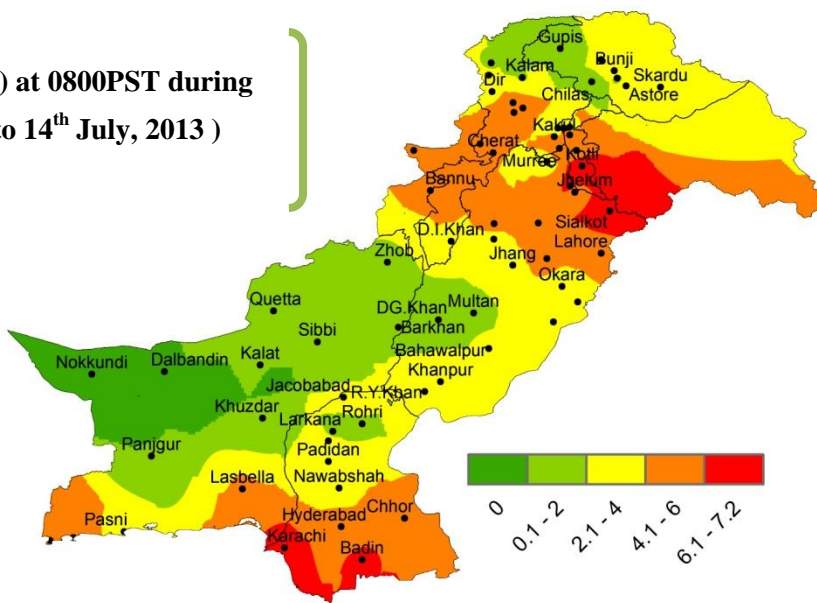 ) at 0800PST during
to 14th July, 2013 )
Gupis
Bunji
Kalam
Skardu
Dir
Astore
Chilas
Kakul
Cherat
Murree
Kotli
Bannu
Jhelum
Sialkot
D.I.Khan
Lahore
Zhob
Jhang
Okara
Quetta
DG.Khan
Multan
Barkhan
Sibbi
Bahawalpur
Nokkundi
Dalbandin
Kalat
Khanpur
Jacobabad
R.Y.Khan
Khuzdar
Rohri
Larkana
Panjgur
Padidan
Lasbella
Nawabshah
Pasni
Hyderabad
Chhor
Karachi
Badin
0
0.1 - 2
2.1 - 4
4.1 - 6
6.1 - 7.2